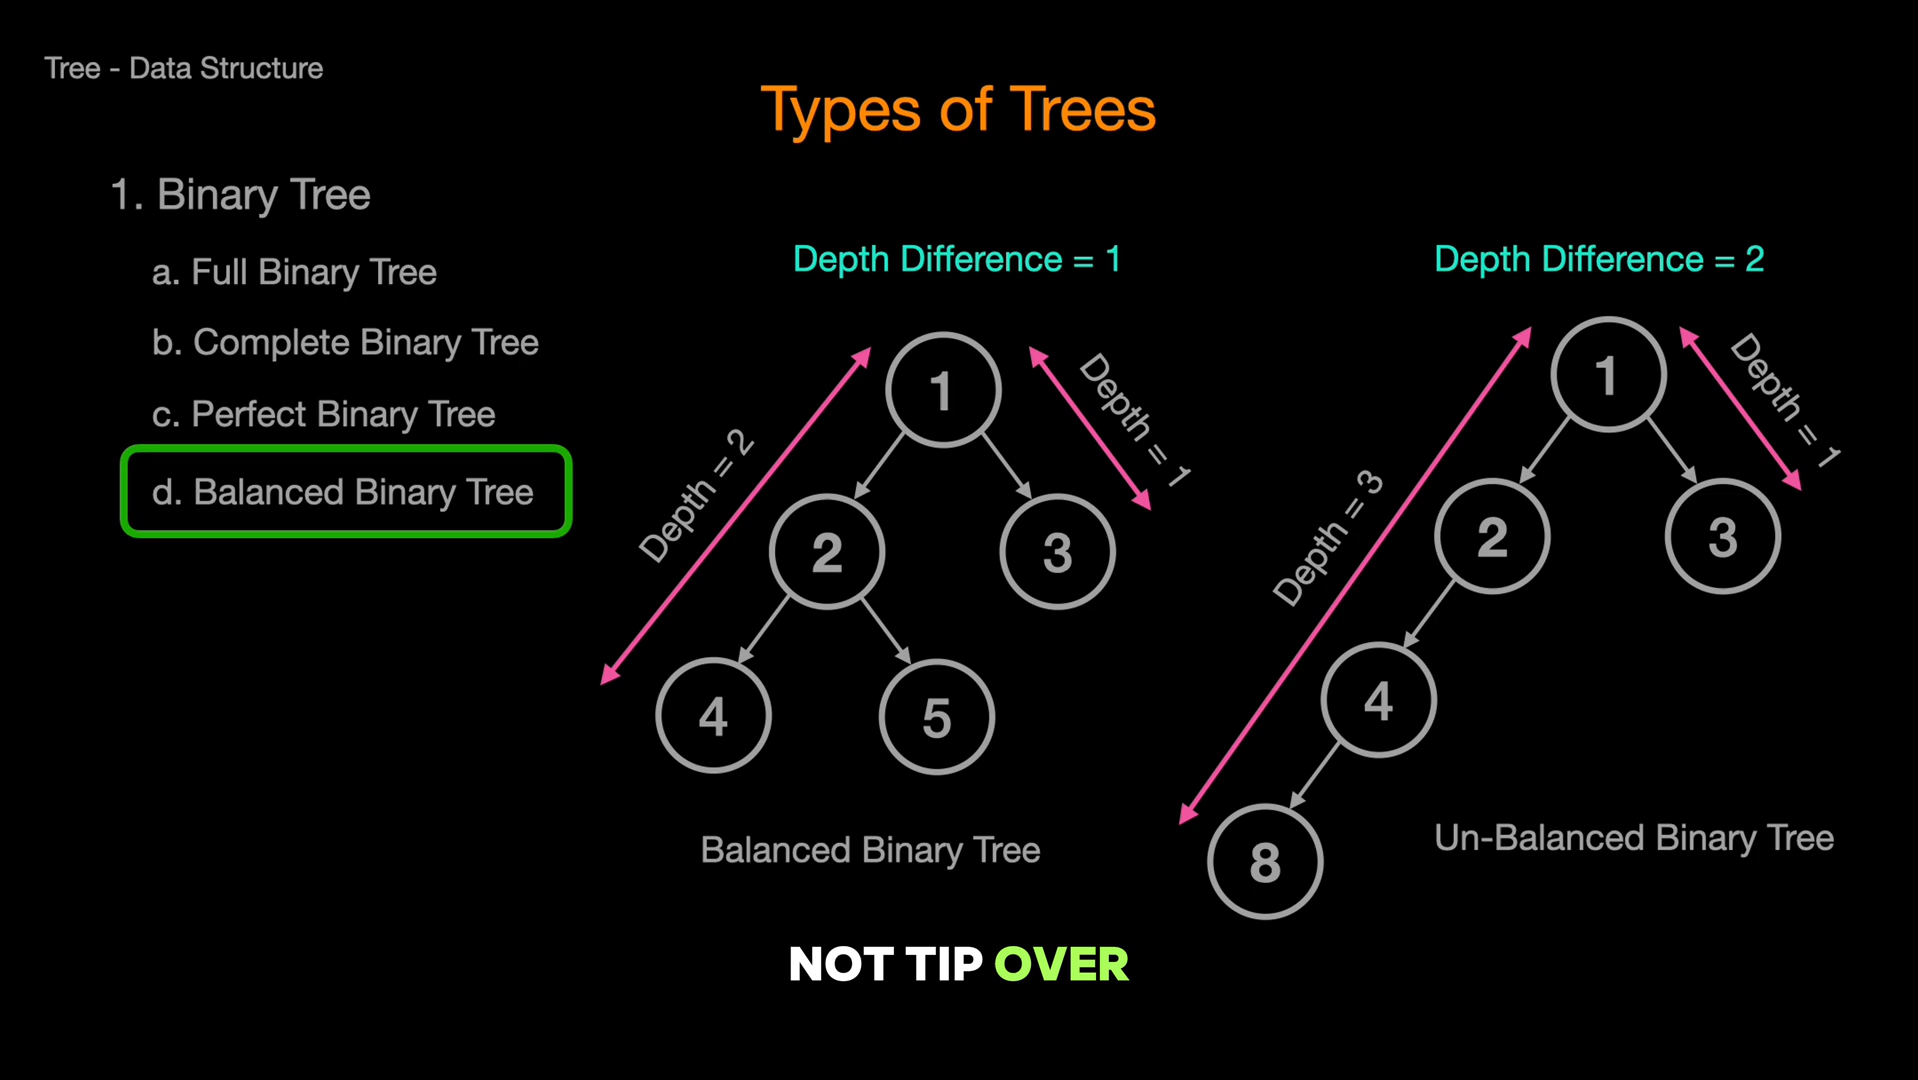 Tree - Data Structure
Types of Trees
1. Binary Tree
a. Full Binary Tree
b. Complete Binary Tree
c. Perfect Binary Tree
d. Balanced Binary Tree
Depth Difference = 1
Depth = 2
Depth = 1
1
2
3
4
5
Balanced Binary Tree
Depth Difference = 2
Depth = 3
Depth = 1
1
2
3
4
8
Un-Balanced Binary Tree
NOT TIP OVER